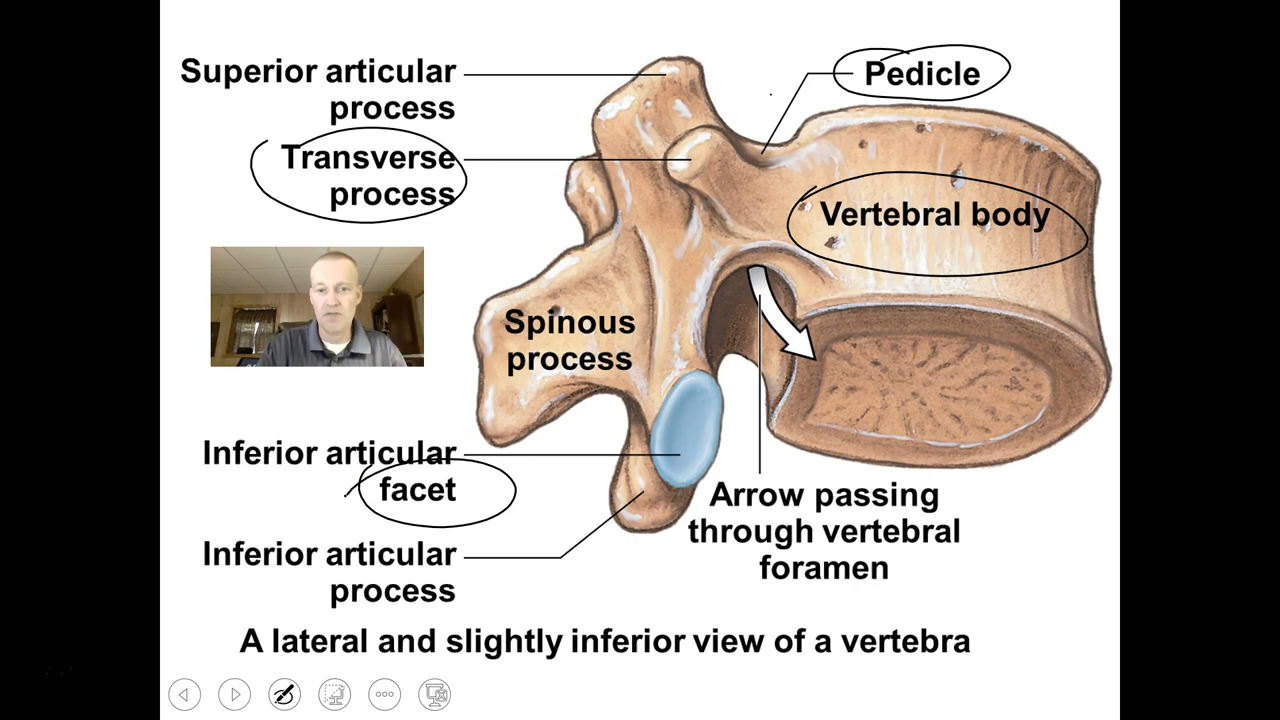 Superior articular
process
Pedicle
Transverse
process
Vertebral body
Spinous
process
Inferior articular
facet
Arrow passing
through vertebral
foramen
Inferior articular
process
A lateral and slightly inferior view of a vertebra